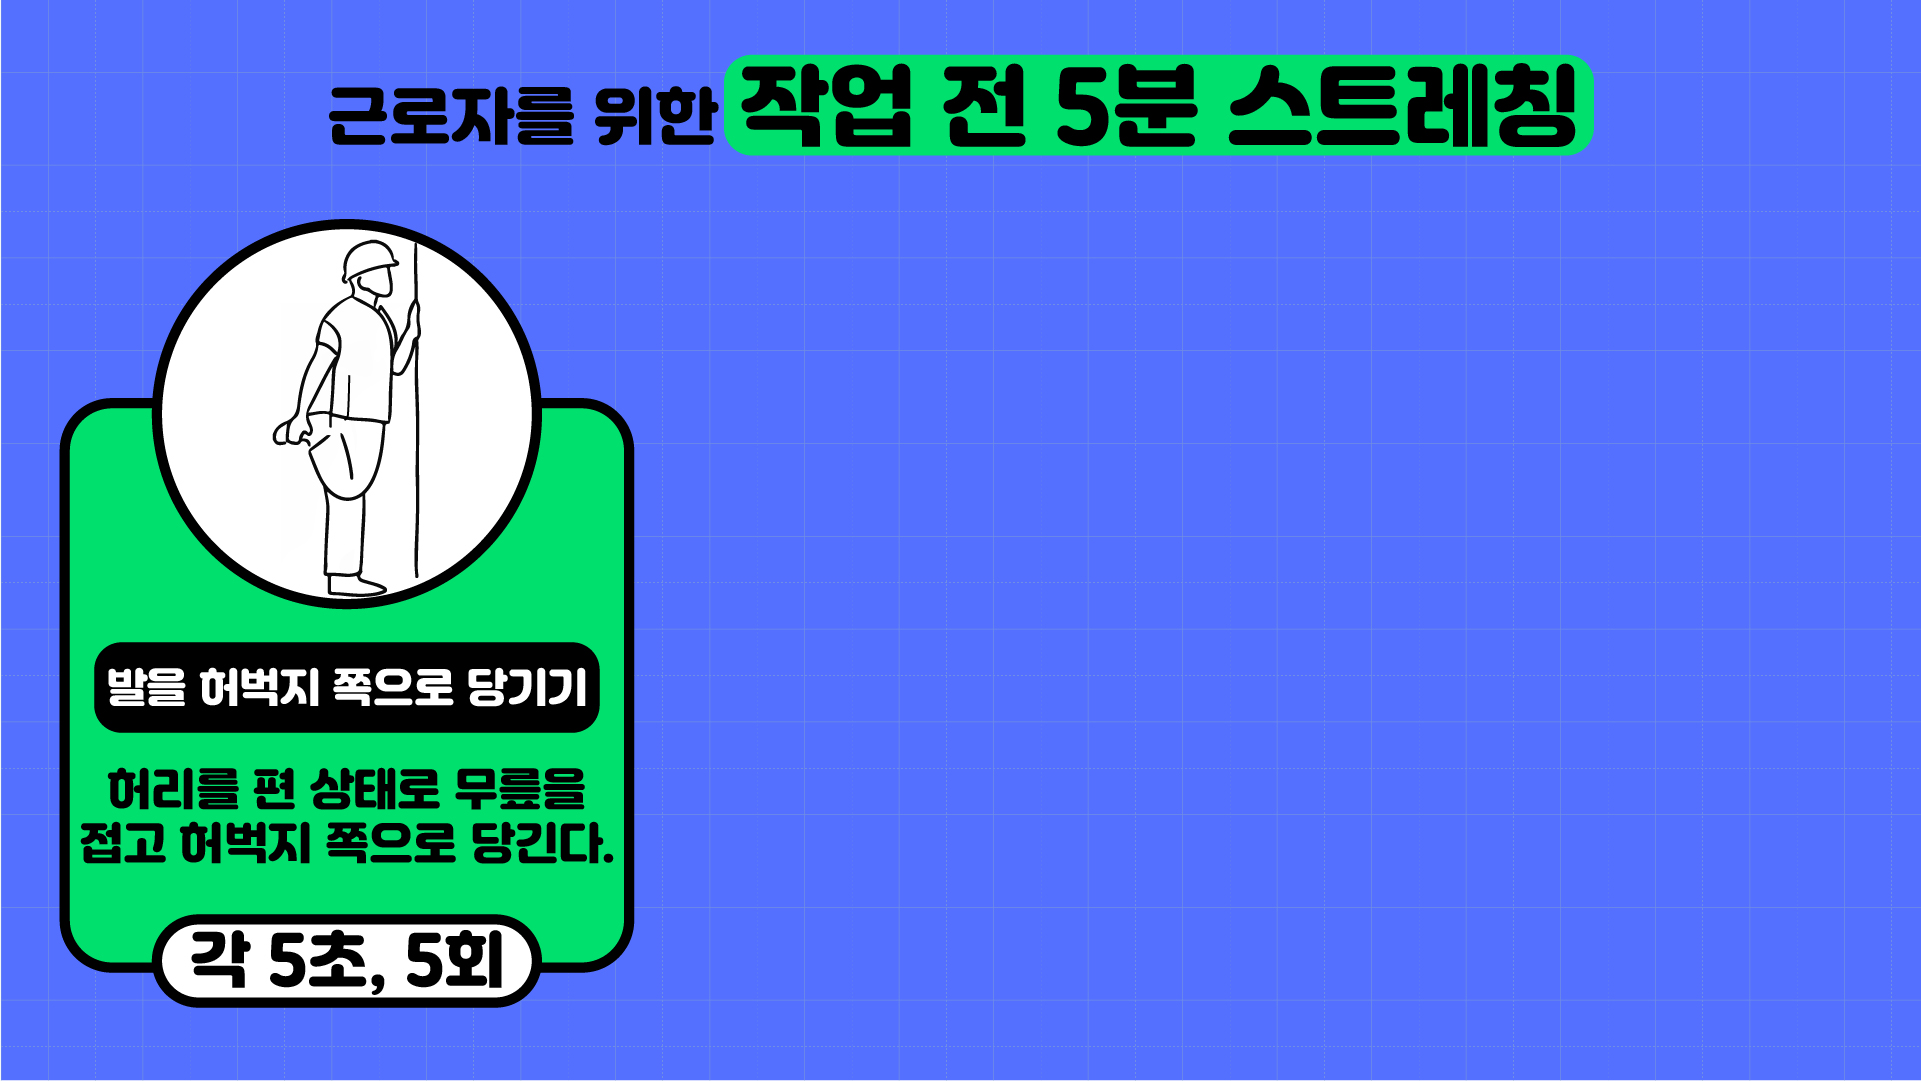 근로자를 위한 작업 전 5분 스트레칭
발을 허벅지 쪽으로 당기기
허리를 편 상태로 무릎을
접고 허벅지 쪽으로 당긴다.
각 5초, 5회